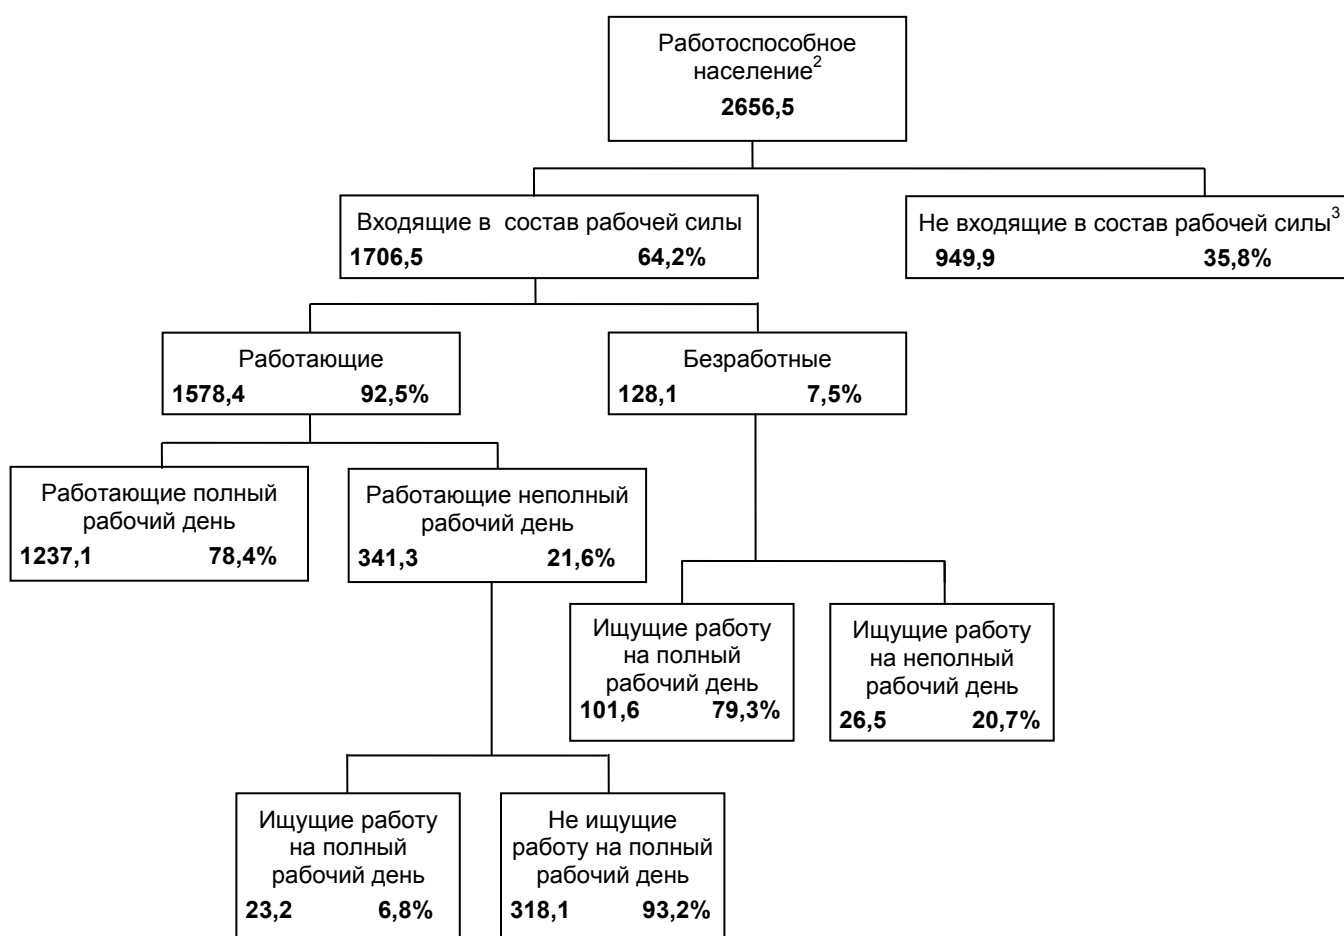 Работоспособное
население²
2656,5
Входящие в состав рабочей силы
1706,5 64,2%
Не входящие в состав рабочей силы³
949,9 35,8%
Работающие
1578,4 92,5%
Безработные
128,1 7,5%
Работающие полный
рабочий день
1237,1 78,4%
Работающие неполный
рабочий день
341,3 21,6%
Ищущие работу
на полный
рабочий день
101,6 79,3%
Ищущие работу
на неполный
рабочий день
26,5 20,7%
Ищущие работу
на полный
рабочий день
23,2 6,8%
Не ищущие
работу на полный
рабочий день
318,1 93,2%